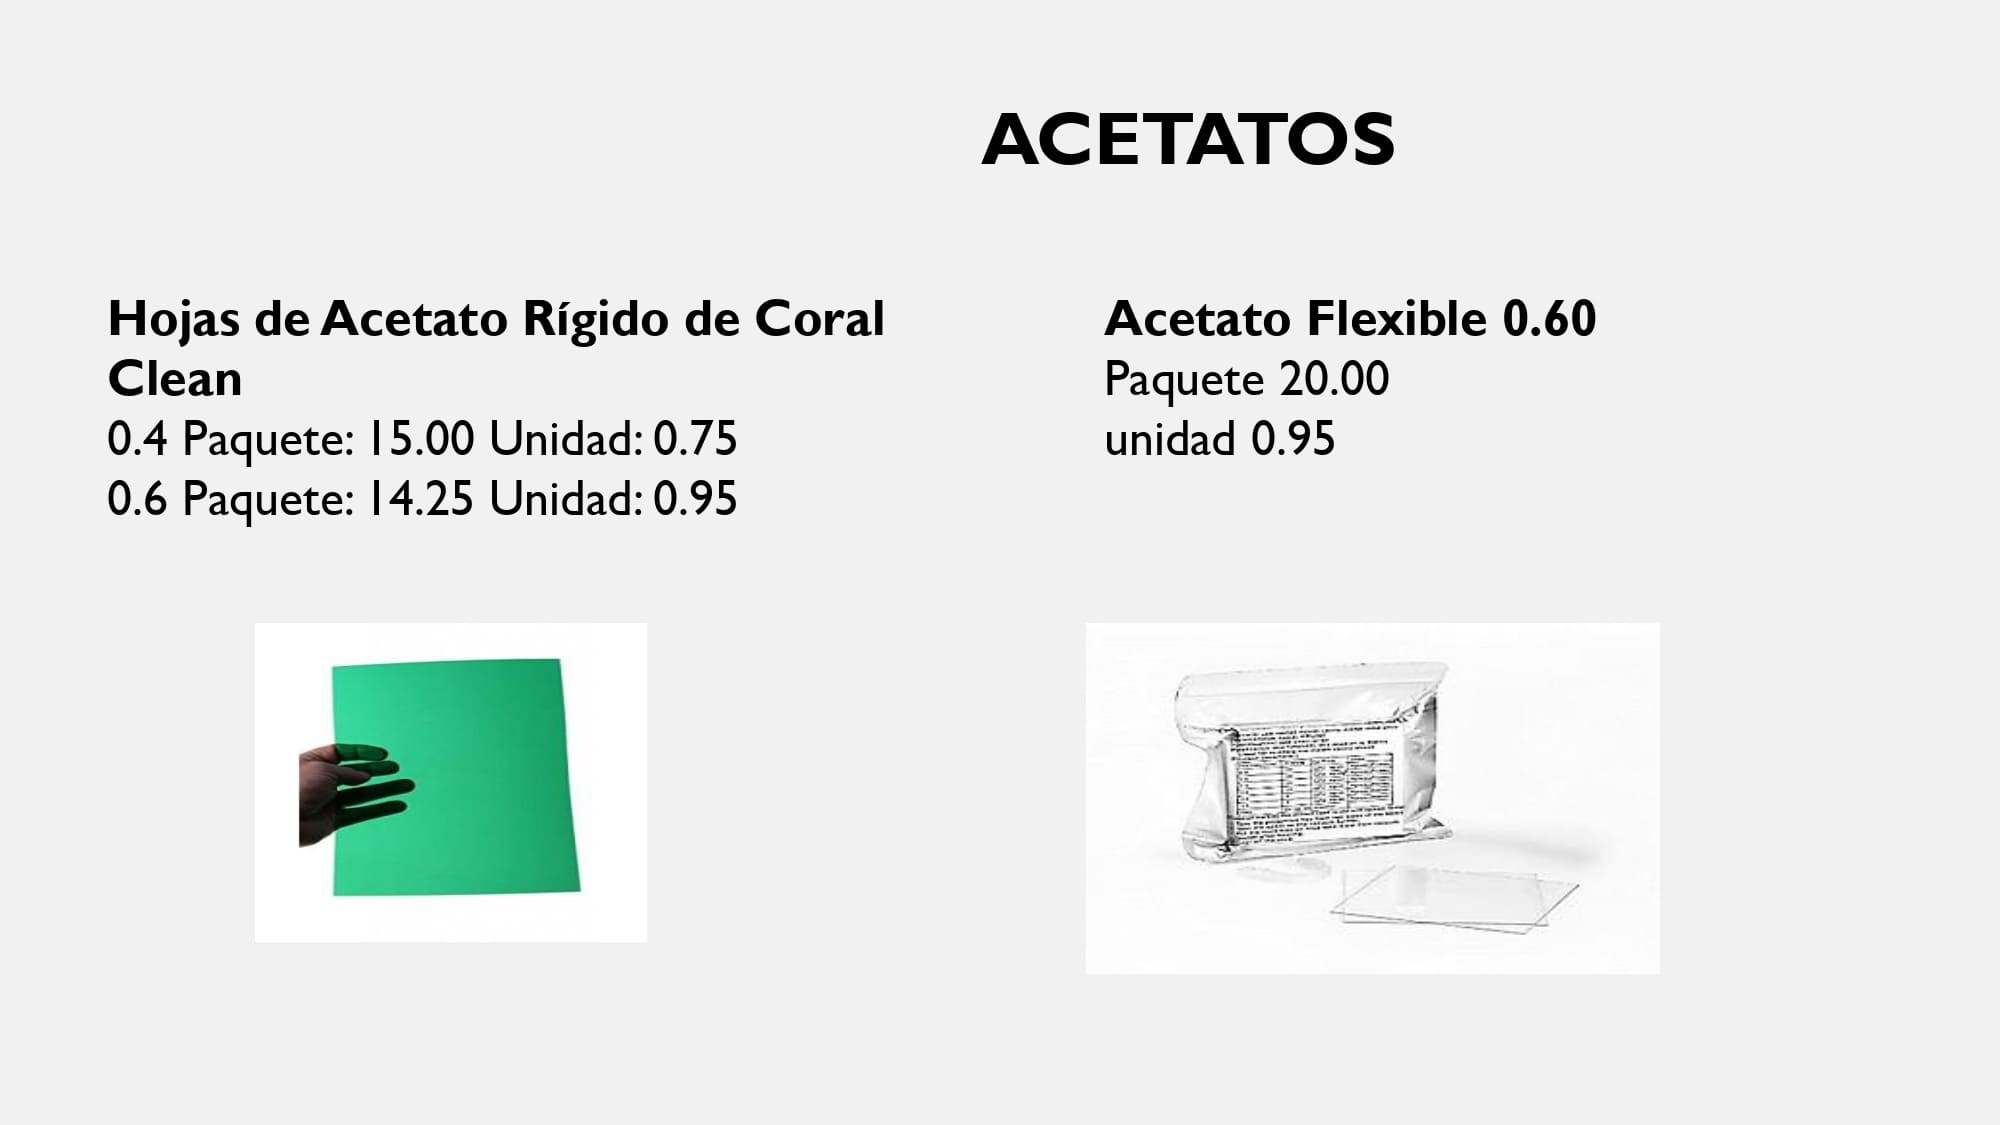 ACETATOS
Hojas de Acetato Rígido de Coral
Clean
0.4 Paquete: 15.00 Unidad: 0.75
0.6 Paquete: 14.25 Unidad: 0.95
Acetato Flexible 0.60
Paquete 20.00
unidad 0.95